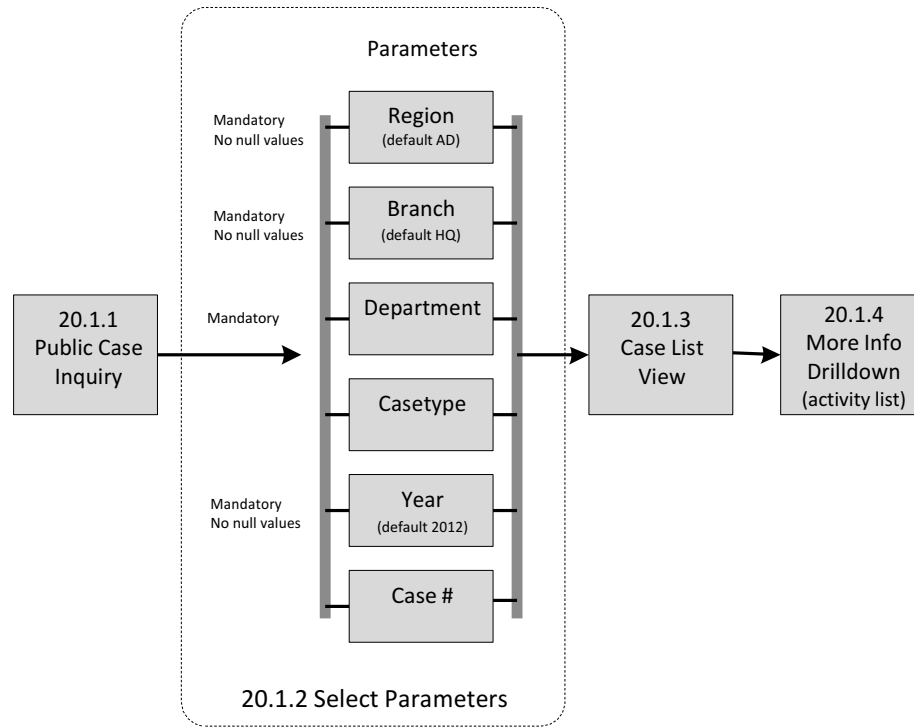 Parameters
Mandatory
No null values
Region
(default AD)
Mandatory
No null values
Branch
(default HQ)
20.1.1
Public Case
Inquiry
Mandatory
Department
20.1.3
Case List
View
20.1.4
More Info
Drilldown
(activity list)
Casetype
Mandatory
No null values
Year
(default 2012)
Case #
20.1.2 Select Parameters